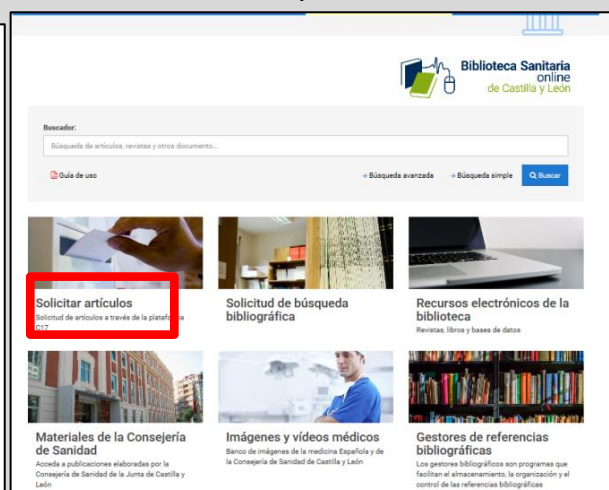 Biblioteca Sanitaria
online
de Castilla y León
Buscador:
Búsqueda de artículos, revistas y otros documento...
Guía de uso
Búsqueda avanzada
Búsqueda simple
Buscar
Solicitar artículos
Solicitud de artículos a través de la plataforma
C17
Solicitud de búsqueda
bibliográfica
Recursos electrónicos de la
biblioteca
Revistas, libros y bases de datos
Materiales de la Consejería
de Sanidad
Acceda a publicaciones elaboradas por la
Consejería de Sanidad de la Junta de Castilla y
León
Imágenes y vídeos médicos
Banco de imágenes de la medicina Española y de
la Consejería de Sanidad de Castilla y León
Gestores de referencias
bibliográficas
Los gestores bibliográficos son programas que
facilitan el almacenamiento, la organización y el
control de las referencias bibliográficas